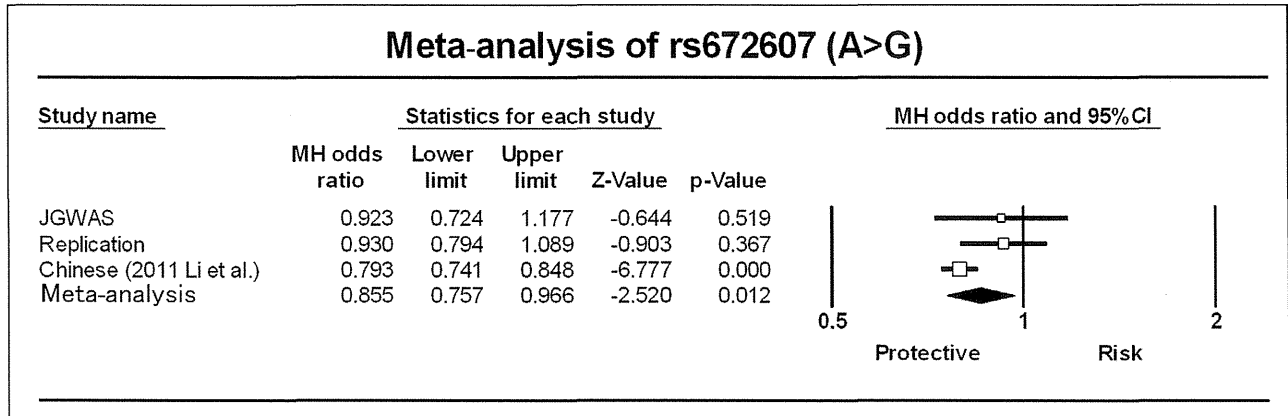 Meta-analysis of rs672607 (A>G)
Study name Statistics for each study MH odds ratio and 95%CI
MH odds Lower Upper
ratio limit limit Z-Value p-Value
JGWAS 0.923 0.724 1.177 -0.644 0.519
Replication 0.930 0.794 1.089 -0.903 0.367
Chinese (2011 Li et al.) 0.793 0.741 0.848 -6.777 0.000
Meta-analysis 0.855 0.757 0.966 -2.520 0.012
0.5 1 2
Protective Risk